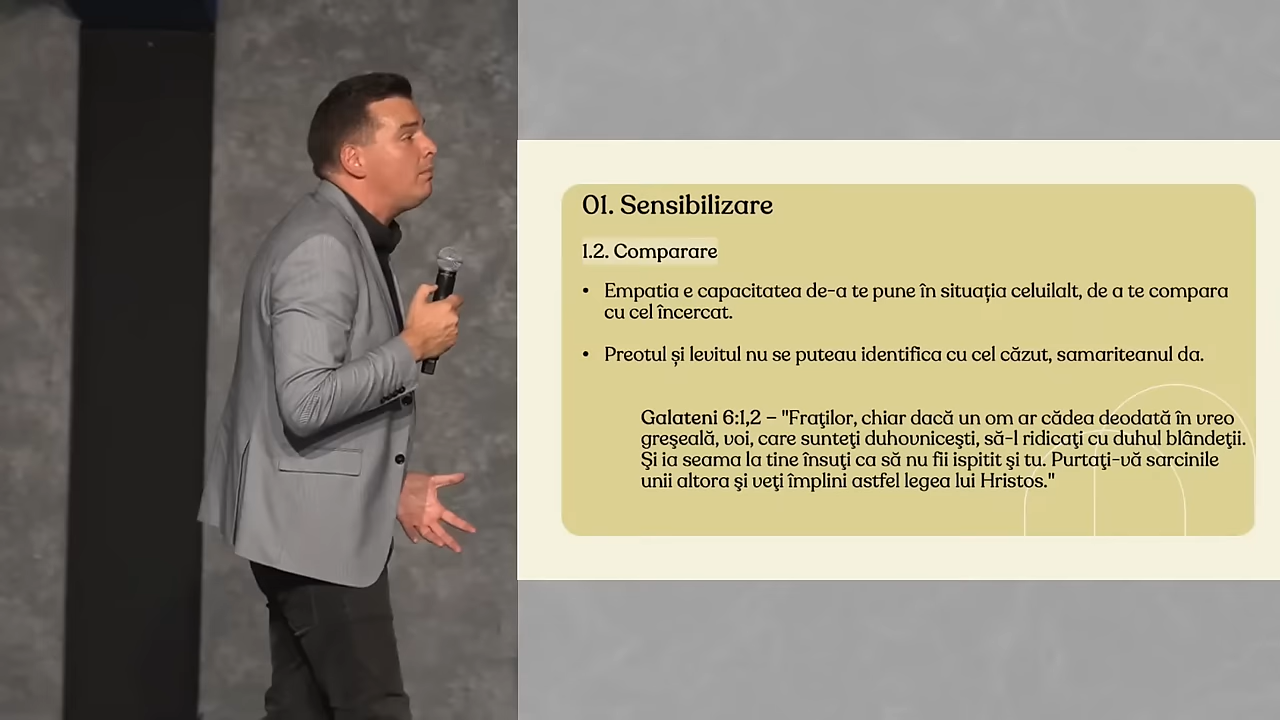 01. Sensibilizare
1.2. Comparare
• Empatia e capacitatea de-a te pune în situația celuilalt, de a te compara
cu cel încercat.
• Preotul și levitul nu se puteau identifica cu cel căzut, samariteanul da.
Galateni 6:1,2 – "Fraţilor, chiar dacă un om ar cădea deodată în vreo
greşeală, voi, care sunteţi duhovniceşti, să-l ridicaţi cu duhul blândeţii.
Şi ia seama la tine însuţi ca să nu fii ispitit şi tu. Purtaţi-vă sarcinile
unii altora şi veţi împlini astfel legea lui Hristos."